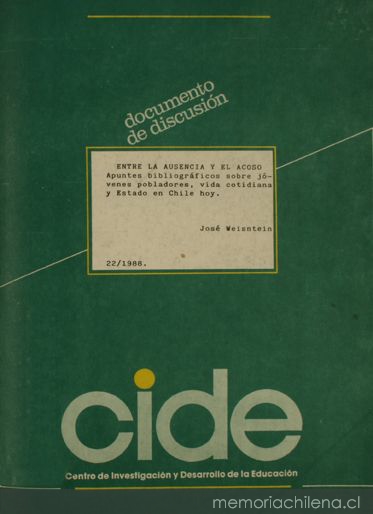 documento
de discusión
ENTRE LA AUSENCIA Y EL ACOSO
Apuntes bibliográficos sobre jó-
venes pobladores, vida cotidiana
y Estado en Chile hoy.
José Weisntein
22/1988.
cide
Centro de Investigación y Desarrollo de la Educación
memoriachilena.cl